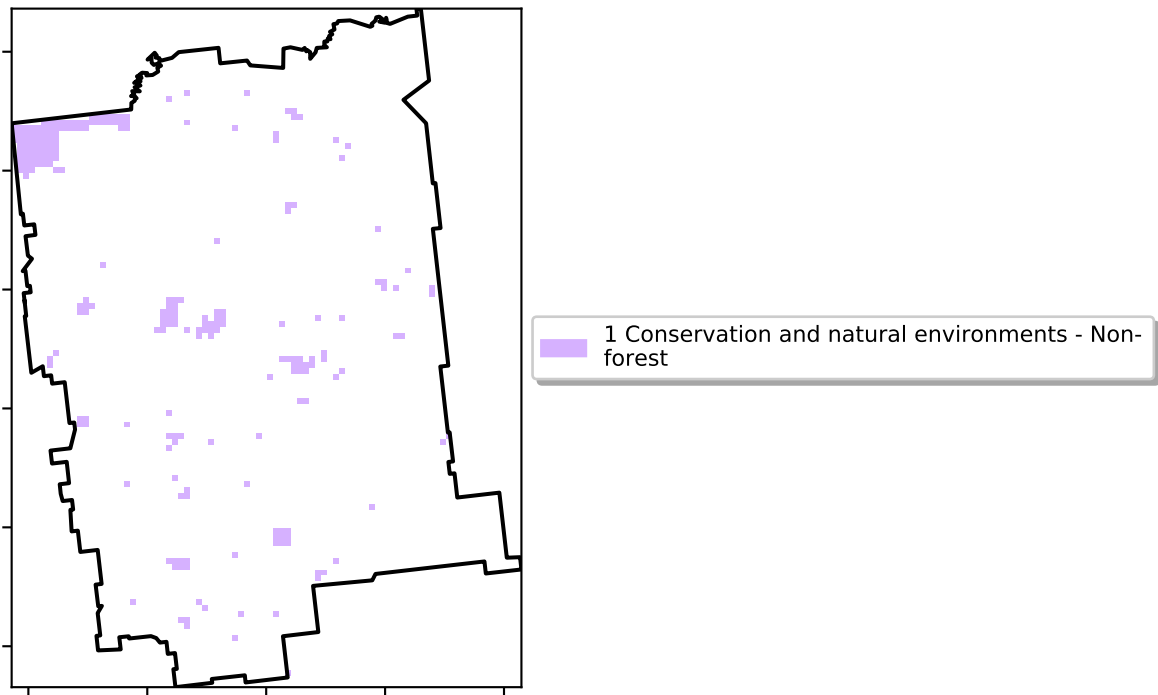 1 Conservation and natural environments - Non-
forest